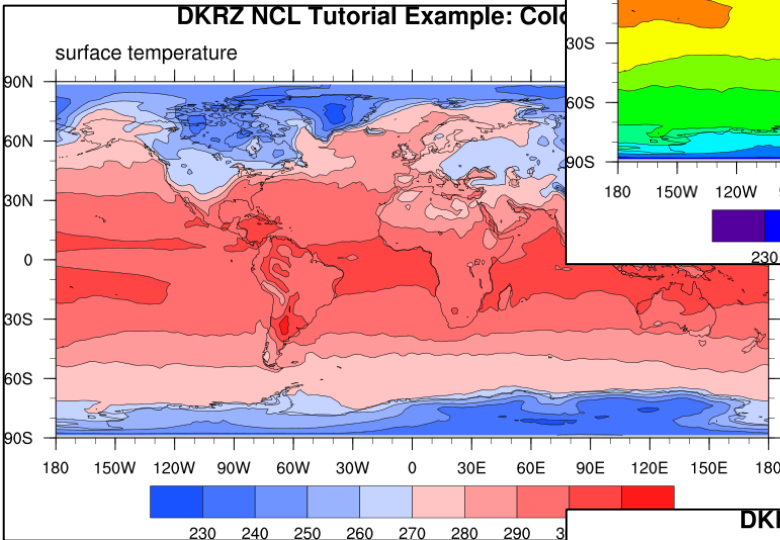 DKRZ NCL Tutorial Example: Colo
surface temperature
90N
60N
30N
0
30S
60S
90S
180 150W 120W 90W 60W 30W 0 30E 60E 90E 120E 150E 180
230 240 250 260 270 280 290 3
30S
60S
90S
180 150W 120W
230
DKR